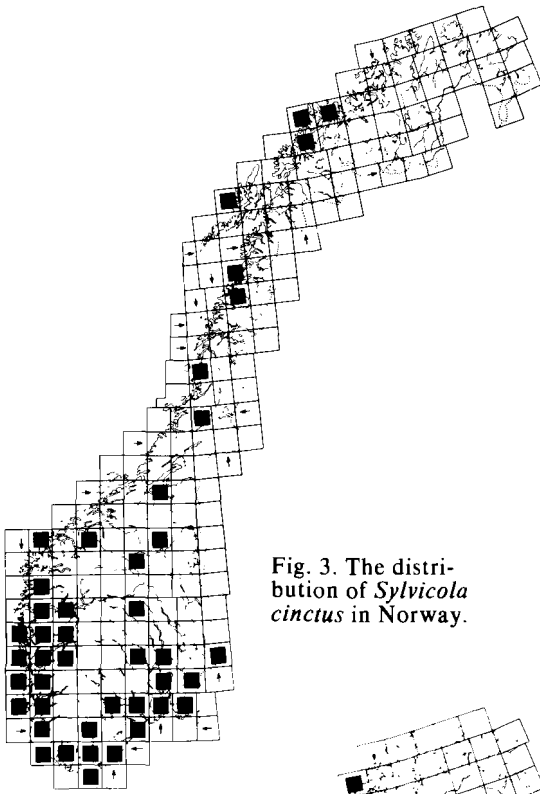 Fig. 3. The distri-
bution of Sylvicola
cinctus in Norway.